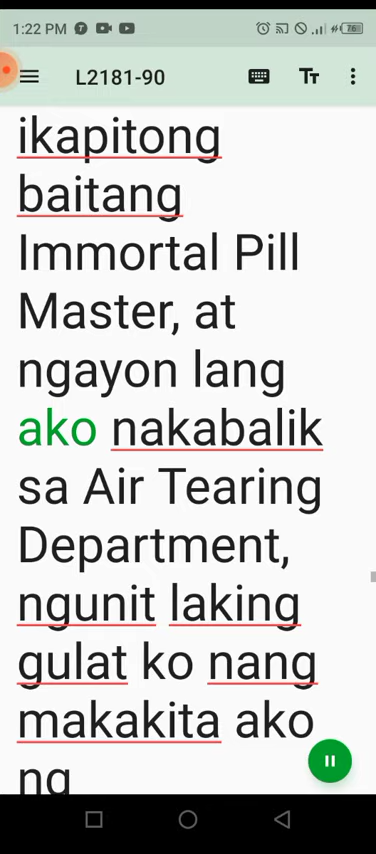 1:22 PM
76
L2181-90
ikapitong
baitang
Immortal Pill
Master, at
ngayon lang
ako nakabalik
sa Air Tearing
Department,
ngunit laking
gulat ko nang
makakita ako
ng